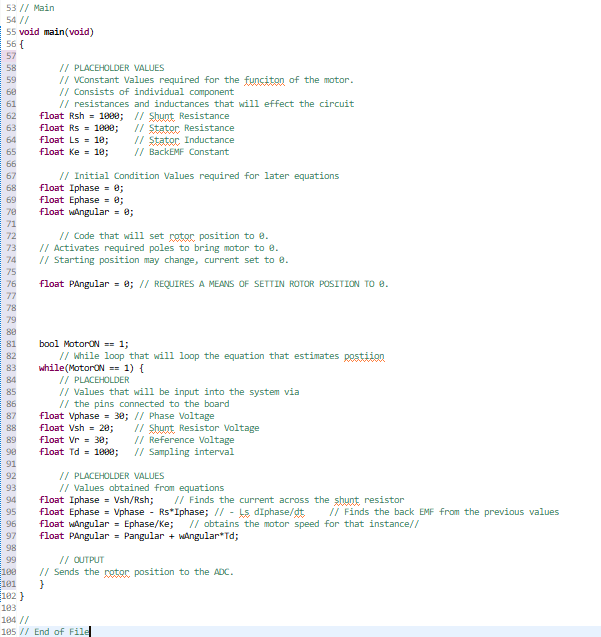 53 // Main
54 //
55 void main(void)
56 {
57
58 // PLACEHOLDER VALUES
59 // VConstant Values required for the funciton of the motor.
60 // Consists of individual component
61 // resistances and inductances that will effect the circuit
62 float Rsh = 1000; // Shunt Resistance
63 float Rs = 1000; // Stator Resistance
64 float Ls = 10; // Stator Inductance
65 float Ke = 10; // BackEMF Constant
66
67 // Initial Condition Values required for later equations
68 float Iphase = 0;
69 float Ephase = 0;
70 float wAngular = 0;
71
72 // Code that will set rotor position to 0.
73 // Activates required poles to bring motor to 0.
74 // Starting position may change, current set to 0.
75
76 float PAngular = 0; // REQUIRES A MEANS OF SETTIN ROTOR POSITION TO 0.
77
78
79
80
81 bool MotorON == 1;
82 // While loop that will loop the equation that estimates postiion
83 while(MotorON == 1) {
84 // PLACEHOLDER
85 // Values that will be input into the system via
86 // the pins connected to the board
87 float Vphase = 30; // Phase Voltage
88 float Vsh = 20; // Shunt Resistor Voltage
89 float Vr = 30; // Reference Voltage
90 float Td = 1000; // Sampling interval
91
92 // PLACEHOLDER VALUES
93 // Values obtained from equations
94 float Iphase = Vsh/Rsh; // Finds the current across the shunt resistor
95 float Ephase = Vphase - Rs*Iphase; // - Ls dIphase/dt // Finds the back EMF from the previous values
96 float wAngular = Ephase/Ke; // obtains the motor speed for that instance//
97 float PAngular = Pangular + wAngular*Td;
98
99 // OUTPUT
100 // Sends the rotor position to the ADC.
101 }
102 }
103
104 //
105 // End of File